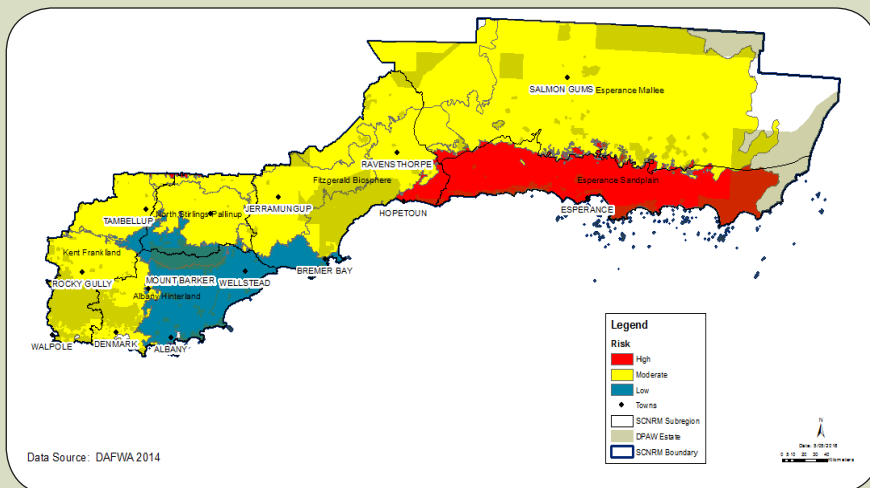 SALMON GUMS
Esperance Mallee
RAVENSTHORPE
Fitzgerald Biosphere
Esperance Sandplain
JERRAMUNGUP
North Stirlings Pallinup
TAMBELLUP
HOPETOUN
ESPERANCE
Kent Frankland
ROCKY GULLY
MOUNT BARKER
WELLSTEAD
BREMER BAY
Albany Hinterland
WALPOLE
DENMARK
ALBANY
Legend
Risk
High
Moderate
Low
Towns
SCNRM Subregion
DPAW Estate
SCNRM Boundary
N
Kilometers
Data Source: DAFWA 2014